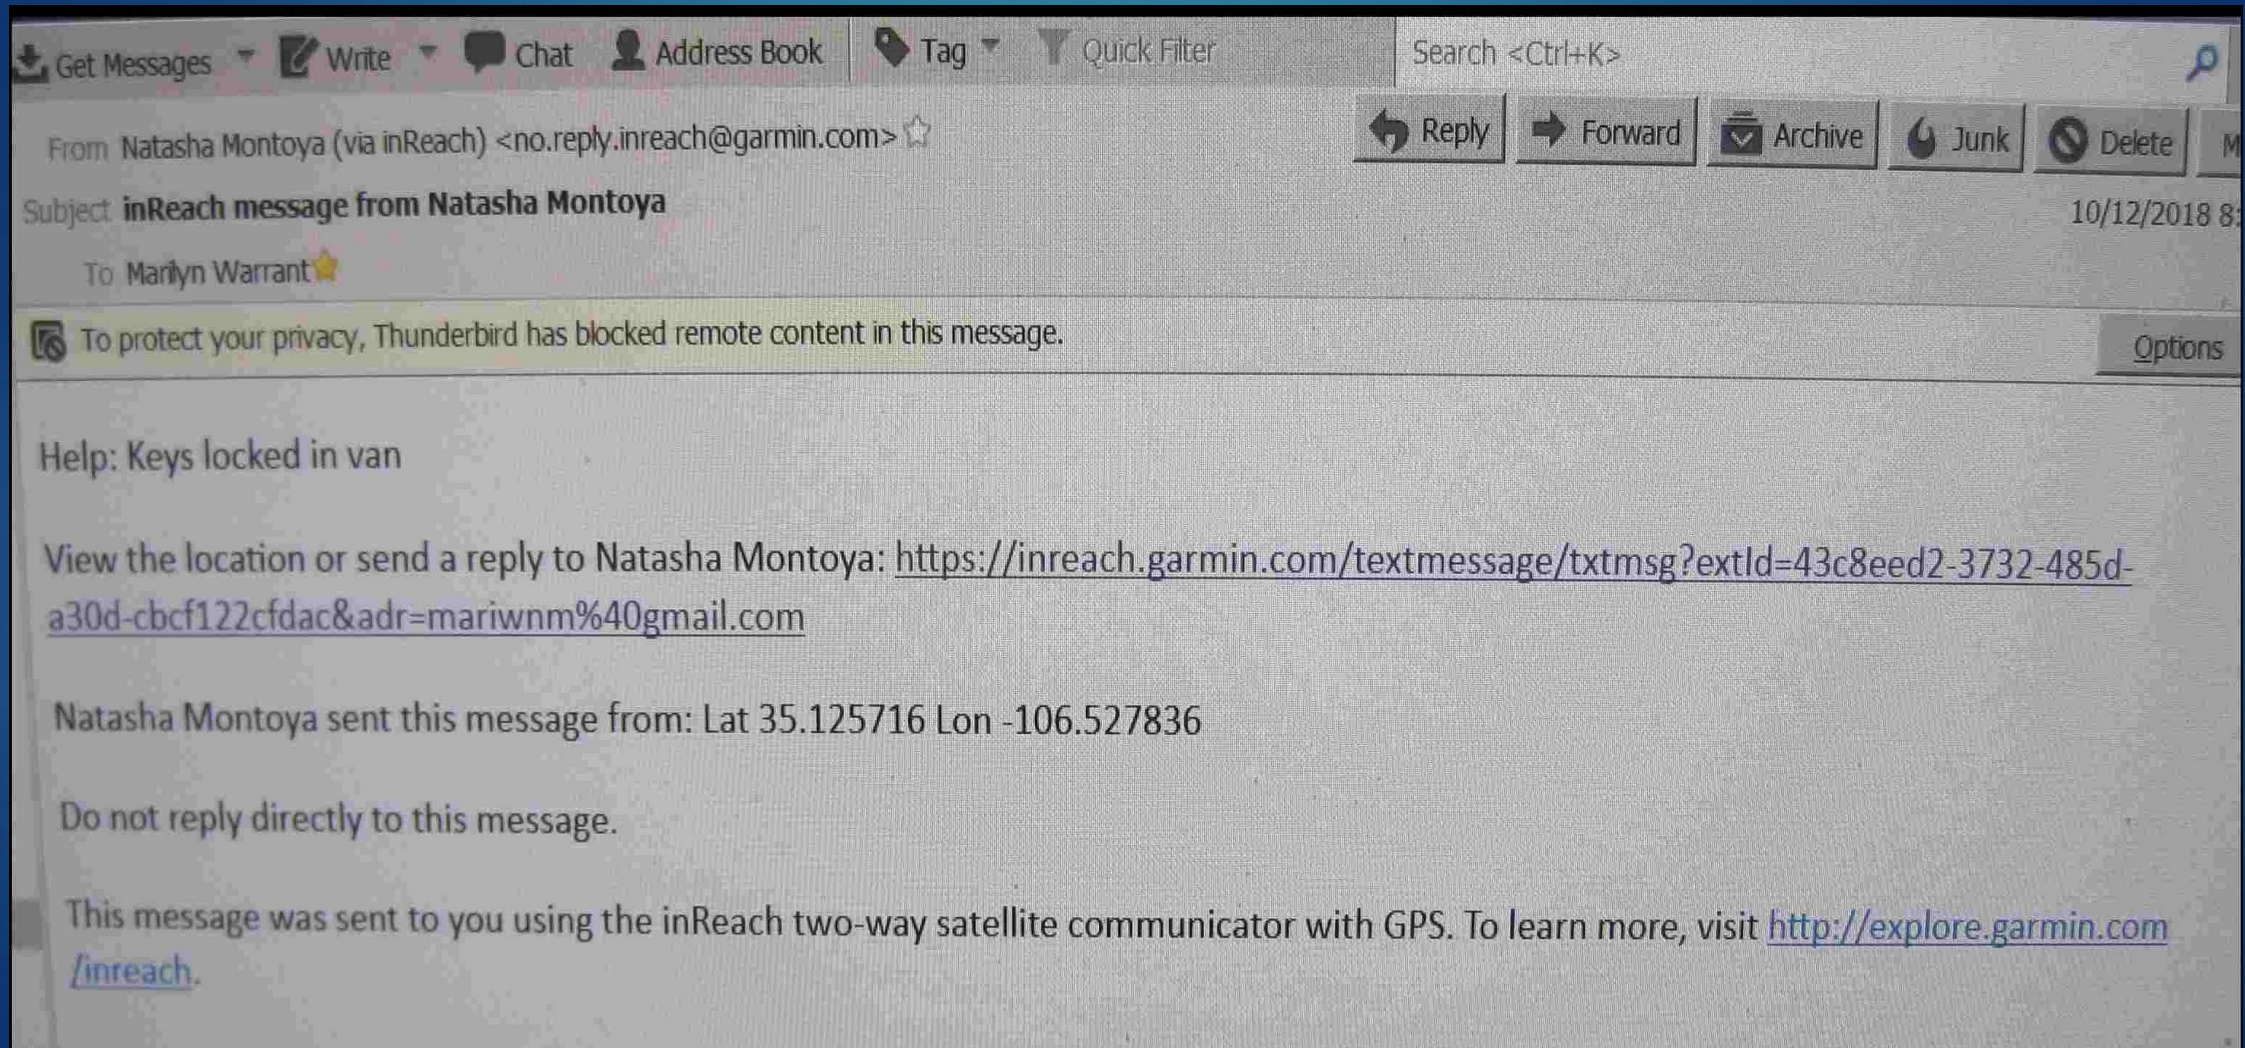 Get Messages Write Chat Address Book Tag Quick Filter Search <Ctrl+K>
From Natasha Montoya (via inReach) <no.reply.inreach@garmin.com> Reply Forward Archive Junk Delete
Subject inReach message from Natasha Montoya 10/12/2018 8:
To Marilyn Warrant
To protect your privacy, Thunderbird has blocked remote content in this message. Options
Help: Keys locked in van
View the location or send a reply to Natasha Montoya: https://inreach.garmin.com/textmessage/txtmsg?extId=43c8eed2-3732-485d-
a30d-cbcf122cfdac&adr=mariwnm%40gmail.com
Natasha Montoya sent this message from: Lat 35.125716 Lon -106.527836
Do not reply directly to this message.
This message was sent to you using the inReach two-way satellite communicator with GPS. To learn more, visit http://explore.garmin.com
/inreach.